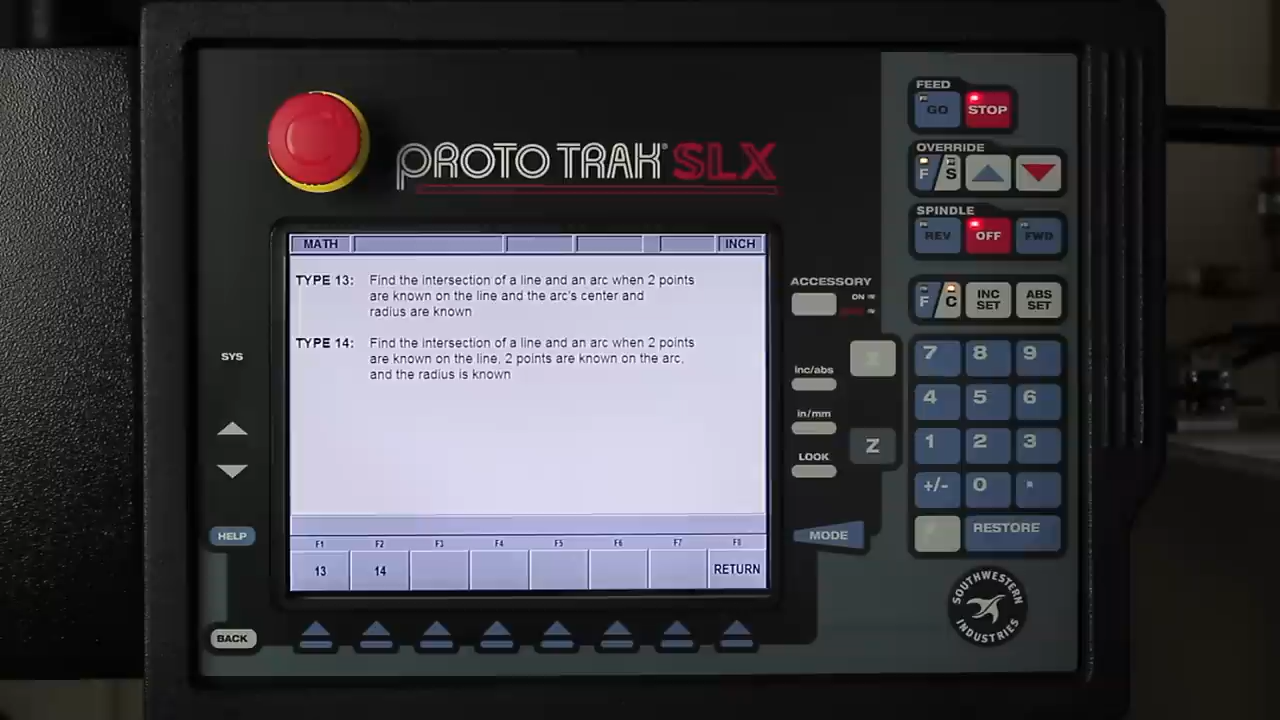 FEED
GO STOP
OVERRIDE
F S
PROTO TRAK® SLX
SPINDLE
REV OFF FWD
MATH INCH
TYPE 13: Find the intersection of a line and an arc when 2 points
are known on the line and the arc's center and
radius are known
TYPE 14: Find the intersection of a line and an arc when 2 points
are known on the line, 2 points are known on the arc,
and the radius is known
ACCESSORY
ON
F C INC SET ABS SET
SYS
inc/abs
in/mm
LOOK
Z
7 8 9
4 5 6
1 2 3
+/- 0 .
RESTORE
HELP
MODE
F1 F2 F3 F4 F5 F6 F7 F8
13 14 RETURN
BACK
SOUTHWESTERN
INDUSTRIES